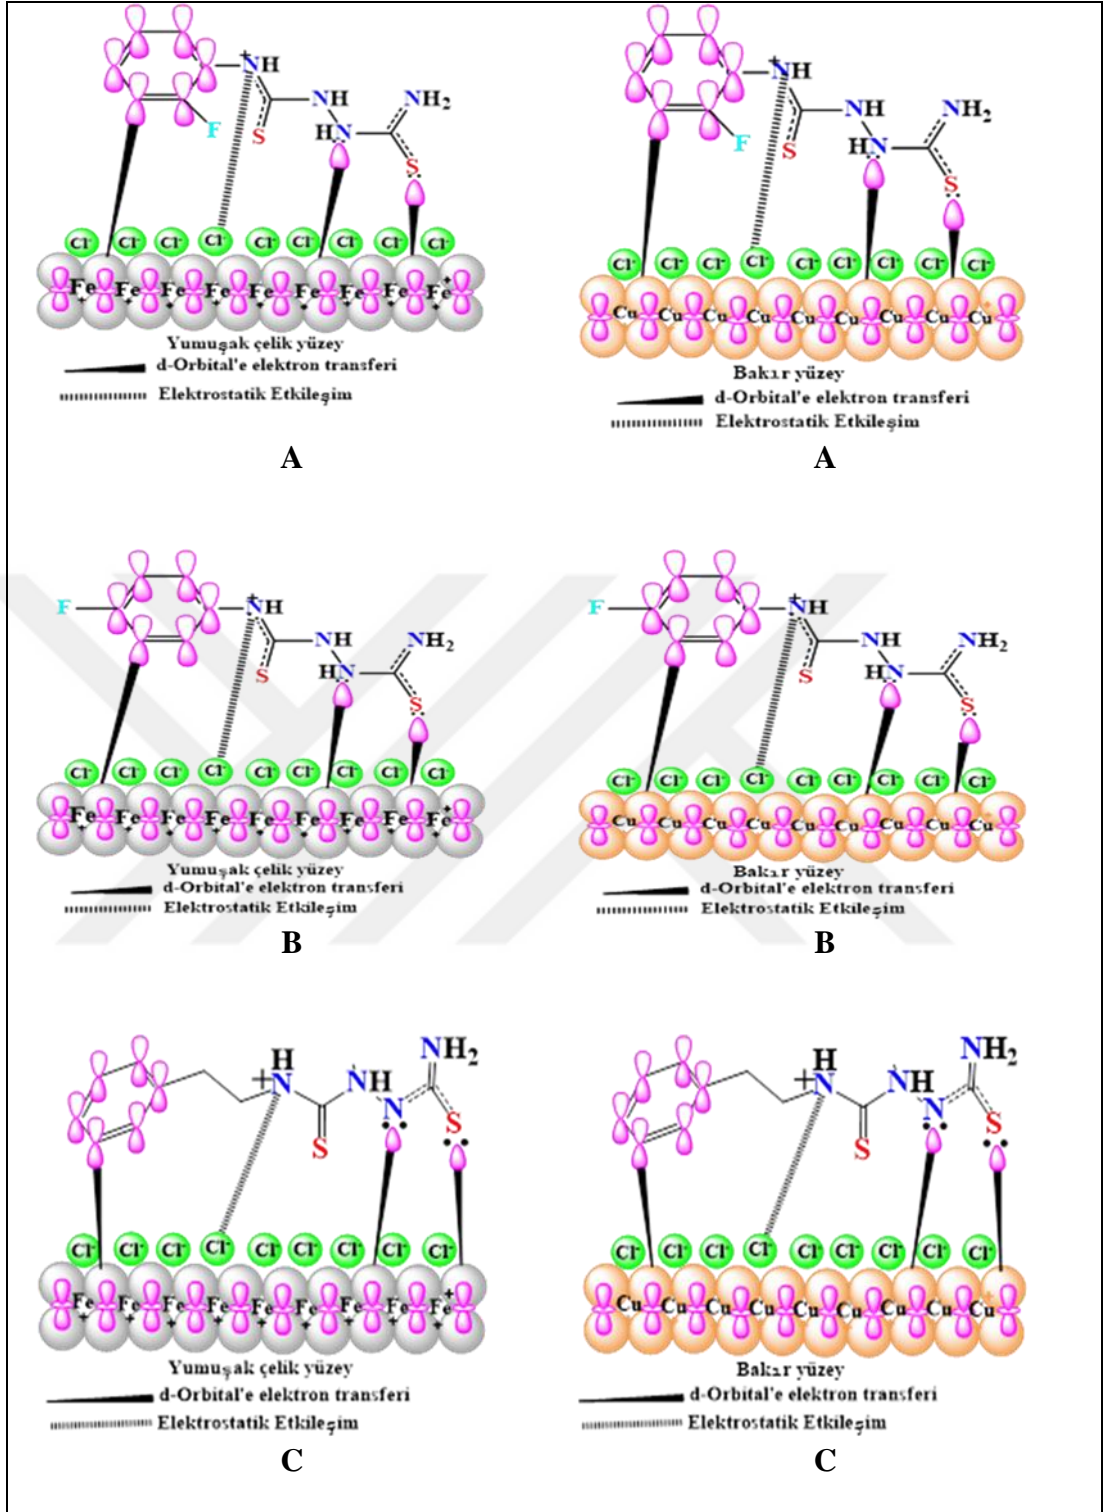 +
NH
NH
NH₂
F
S
HN
S
Cl⁻ Cl⁻ Cl⁻ Cl⁻ Cl⁻ Cl⁻ Cl⁻ Cl⁻ Cl⁻
Fe Fe Fe Fe Fe Fe Fe Fe Fe
Yumuşak çelik yüzey
d-Orbital'e elektron transferi
Elektrostatik Etkileşim
A
+
NH
NH
NH₂
F
S
HN
S
Cl⁻ Cl⁻ Cl⁻ Cl⁻ Cl⁻ Cl⁻ Cl⁻ Cl⁻ Cl⁻
Cu Cu Cu Cu Cu Cu Cu Cu Cu
Bakır yüzey
d-Orbital'e elektron transferi
Elektrostatik Etkileşim
A
F
+
NH
NH
NH₂
S
HN
S
Cl⁻ Cl⁻ Cl⁻ Cl⁻ Cl⁻ Cl⁻ Cl⁻ Cl⁻ Cl⁻
Fe Fe Fe Fe Fe Fe Fe Fe Fe
Yumuşak çelik yüzey
d-Orbital'e elektron transferi
Elektrostatik Etkileşim
B
F
+
NH
NH
NH₂
S
HN
S
Cl⁻ Cl⁻ Cl⁻ Cl⁻ Cl⁻ Cl⁻ Cl⁻ Cl⁻ Cl⁻
Cu Cu Cu Cu Cu Cu Cu Cu Cu
Bakır yüzey
d-Orbital'e elektron transferi
Elektrostatik Etkileşim
B
H
+N
NH
NH₂
N
S
S
Cl⁻ Cl⁻ Cl⁻ Cl⁻ Cl⁻ Cl⁻ Cl⁻ Cl⁻ Cl⁻
Fe Fe Fe Fe Fe Fe Fe Fe Fe
Yumuşak çelik yüzey
d-Orbital'e elektron transferi
Elektrostatik Etkileşim
C
H
+N
NH
NH₂
N
S
S
Cl⁻ Cl⁻ Cl⁻ Cl⁻ Cl⁻ Cl⁻ Cl⁻ Cl⁻ Cl⁻
Cu Cu Cu Cu Cu Cu Cu Cu Cu
Bakır yüzey
d-Orbital'e elektron transferi
Elektrostatik Etkileşim
C